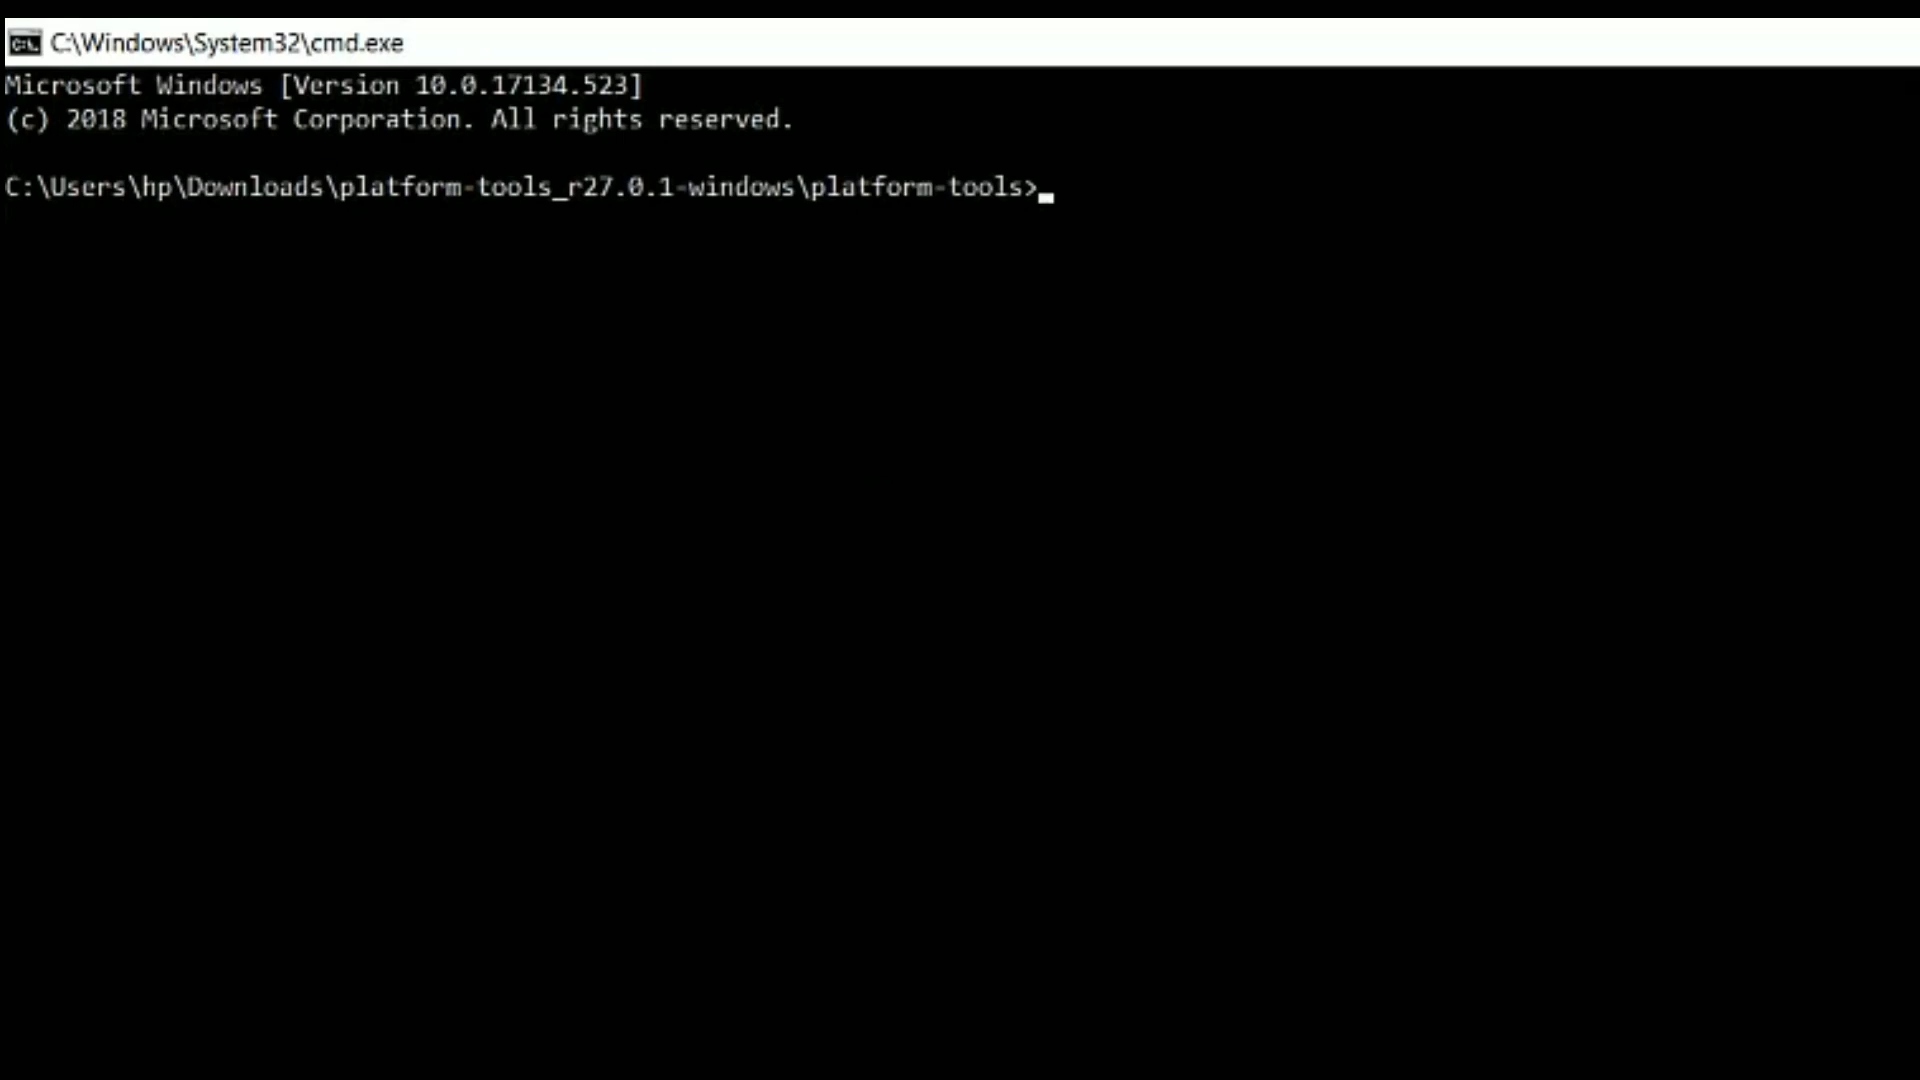 C:\Windows\System32\cmd.exe
Microsoft Windows [Version 10.0.17134.523]
(c) 2018 Microsoft Corporation. All rights reserved.
C:\Users\hp\Downloads\platform-tools_r27.0.1-windows\platform-tools>